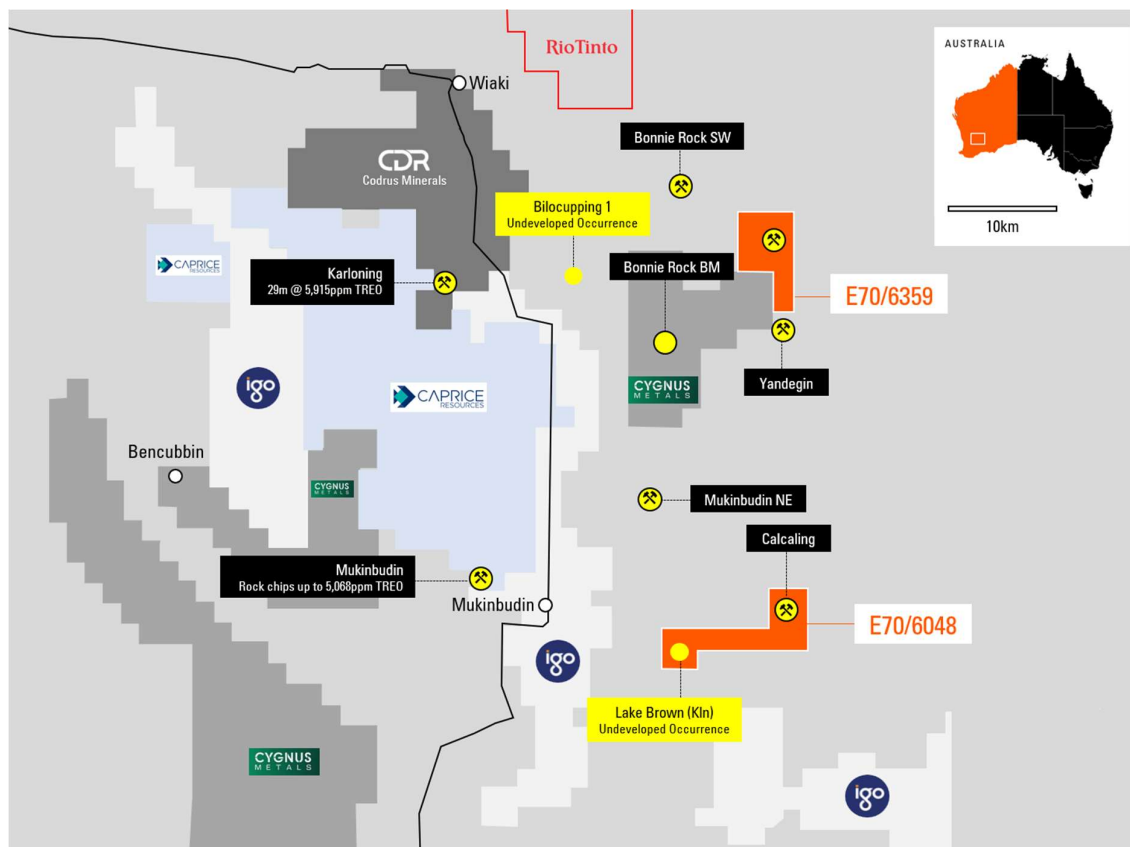 RioTinto
AUSTRALIA
10km
Wiaki
CDR
Codrus Minerals
Bonnie Rock SW
Bilocupping 1
Undeveloped Occurrence
CAPRICE
RESOURCES
Karloning
29m @ 5,915ppm TREO
Bonnie Rock BM
E70/6359
Yandegin
igo
CAPRICE
RESOURCES
CYGNUS
METALS
Bencubbin
CYGNUS
METALS
Mukinbudin NE
Calcaling
Mukinbudin
Rock chips up to 5,068ppm TREO
Mukinbudin
E70/6048
igo
Lake Brown (Kln)
Undeveloped Occurrence
CYGNUS
METALS
igo